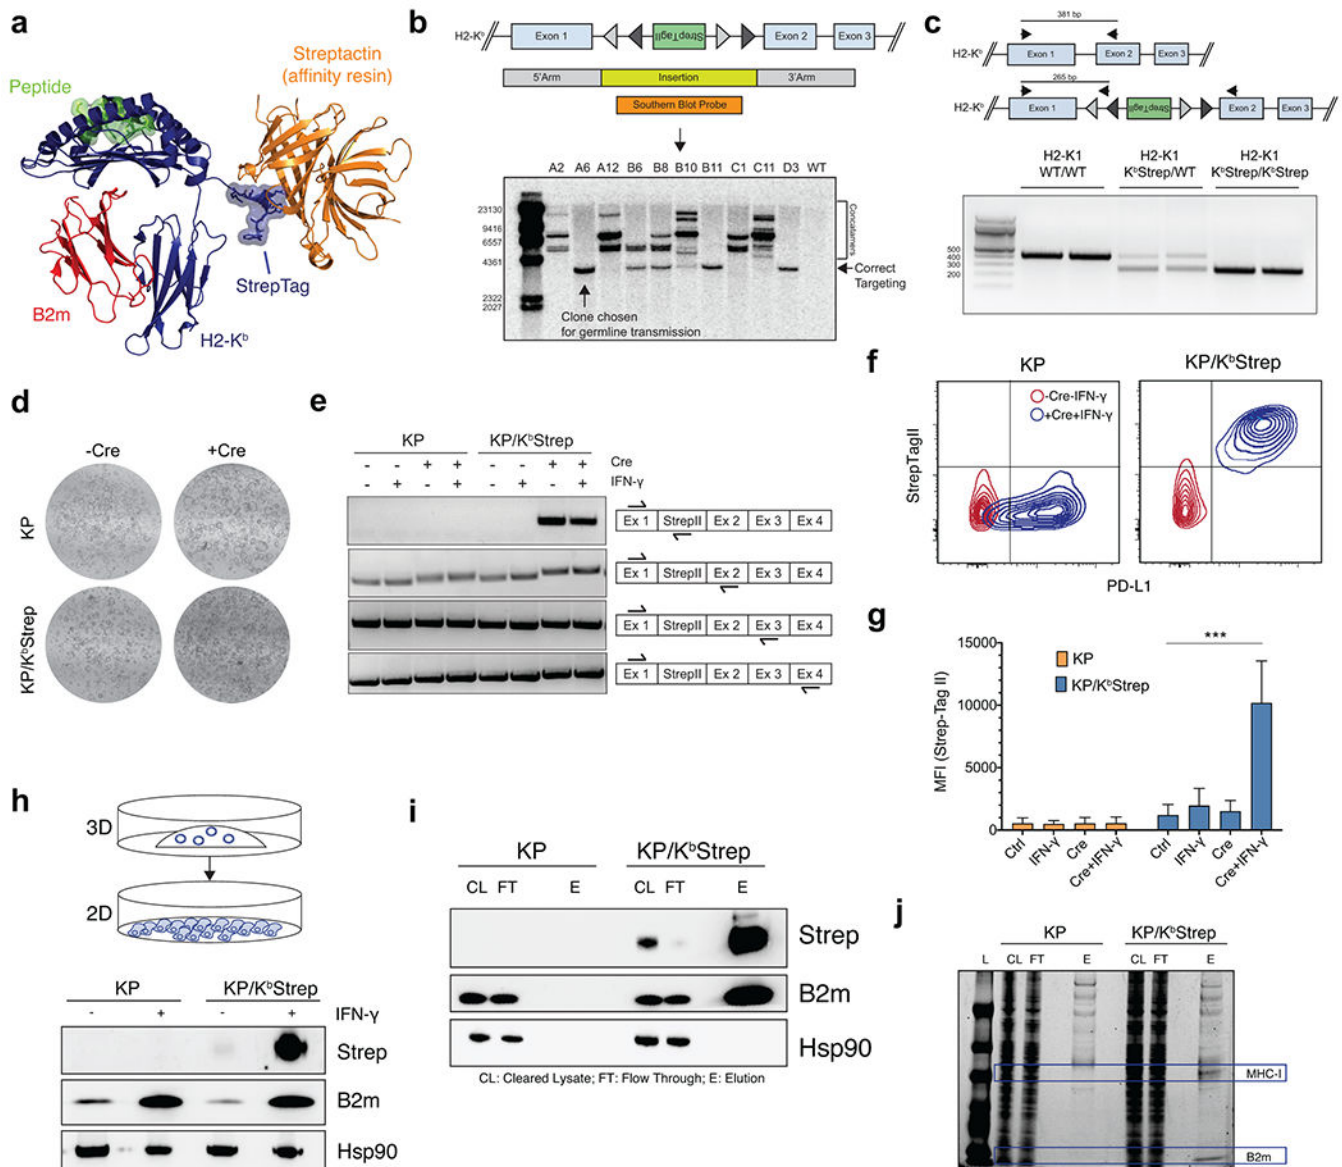 a
Peptide
Streptactin
(affinity resin)
StrepTag
B2m
H2-Kᵇ
b
H2-Kᵇ
Exon 1
StrepTagII
Exon 2
Exon 3
5'Arm
Insertion
3'Arm
Southern Blot Probe
A2 A6 A12 B6 B8 B10 B11 C1 C11 D3 WT
23130
9416
6557
4361
2322
2027
Concatamers
Correct
Targeting
Clone chosen
for germline transmission
c
381 bp
H2-Kᵇ
Exon 1
Exon 2
Exon 3
265 bp
H2-Kᵇ
Exon 1
StrepTagII
Exon 2
Exon 3
H2-K1
WT/WT
H2-K1
KᵇStrep/WT
H2-K1
KᵇStrep/KᵇStrep
500
400
300
200
d
-Cre
+Cre
KP
KP/KᵇStrep
e
KP
KP/KᵇStrep
- - + + - - + + Cre
- + - + - + - + IFN-γ
Ex 1 StrepII Ex 2 Ex 3 Ex 4
Ex 1 StrepII Ex 2 Ex 3 Ex 4
Ex 1 StrepII Ex 2 Ex 3 Ex 4
Ex 1 StrepII Ex 2 Ex 3 Ex 4
f
KP
KP/KᵇStrep
-Cre-IFN-γ
+Cre+IFN-γ
StrepTagII
PD-L1
g
15000
10000
5000
0
MFI (Strep-Tag II)
KP
KP/KᵇStrep
***
Ctrl
IFN-γ
Cre
Cre+IFN-γ
Ctrl
IFN-γ
Cre
Cre+IFN-γ
h
3D
2D
KP
KP/KᵇStrep
- + - + IFN-γ
Strep
B2m
Hsp90
i
KP
KP/KᵇStrep
CL FT E CL FT E
Strep
B2m
Hsp90
CL: Cleared Lysate; FT: Flow Through; E: Elution
j
KP
KP/KᵇStrep
L CL FT E CL FT E
MHC-I
B2m